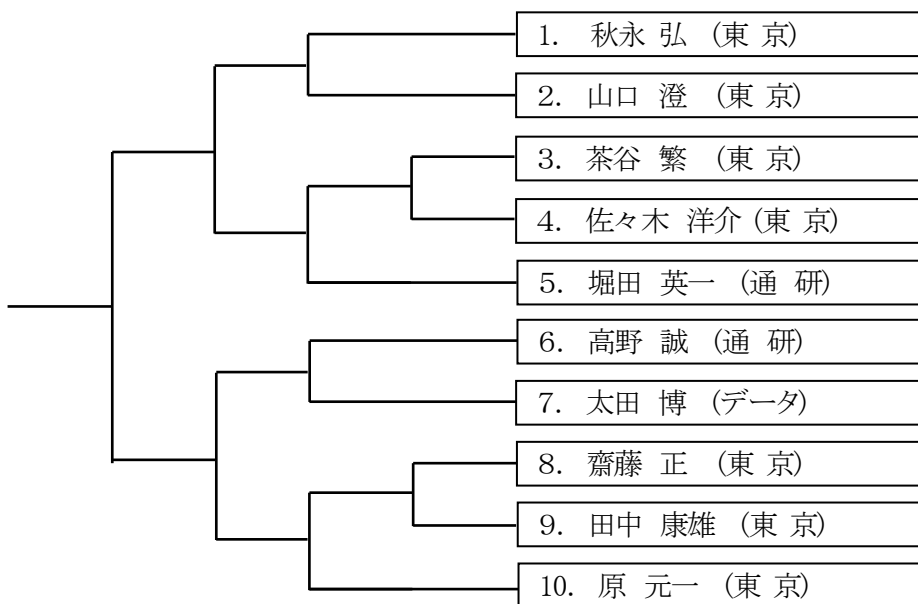 1. 秋永 弘 (東 京)
2. 山口 澄 (東 京)
3. 茶谷 繁 (東 京)
4. 佐々木 洋介 (東 京)
5. 堀田 英一 (通 研)
6. 高野 誠 (通 研)
7. 太田 博 (データ)
8. 齋藤 正 (東 京)
9. 田中 康雄 (東 京)
10. 原 元一 (東 京)